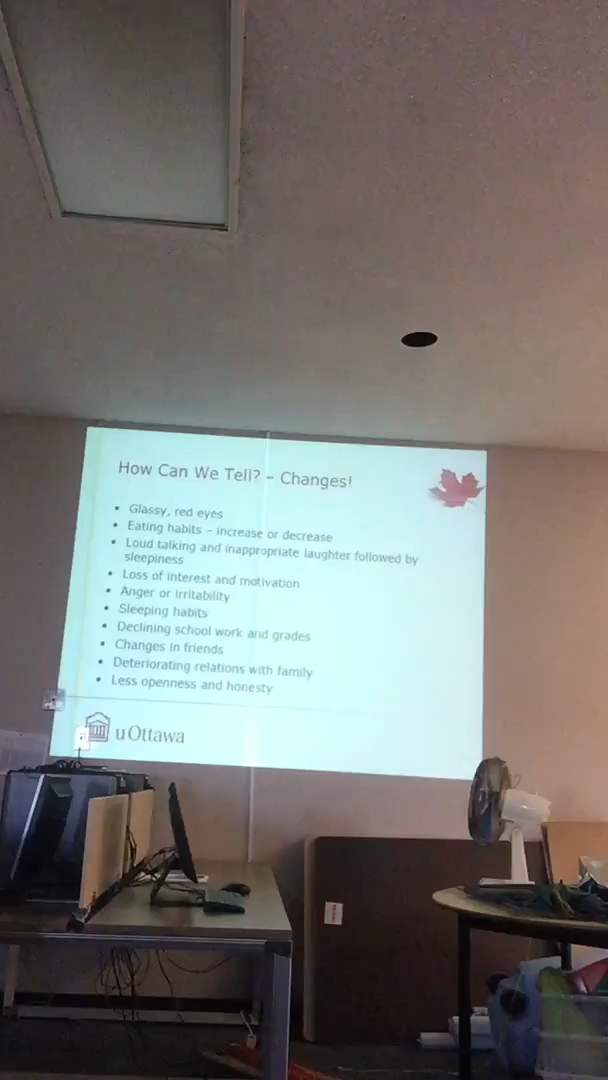 How Can We Tell? – Changes!
• Glassy, red eyes
• Eating habits – increase or decrease
• Loud talking and inappropriate laughter followed by
sleepiness
• Loss of interest and motivation
• Anger or irritability
• Sleeping habits
• Declining school work and grades
• Changes in friends
• Deteriorating relations with family
• Less openness and honesty
uOttawa